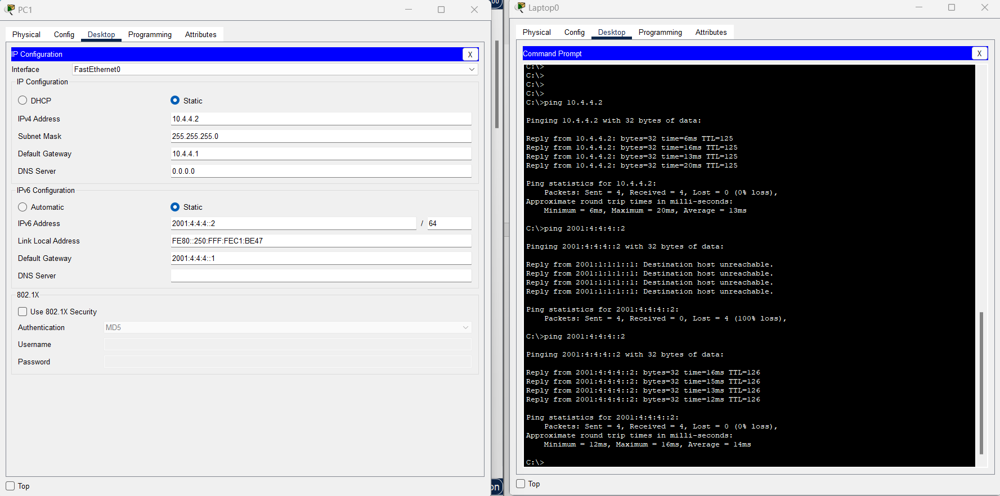 PC1
Physical Config Desktop Programming Attributes
IP Configuration X
Interface FastEthernet0
IP Configuration
DHCP Static
IPv4 Address 10.4.4.2
Subnet Mask 255.255.255.0
Default Gateway 10.4.4.1
DNS Server 0.0.0.0
IPv6 Configuration
Automatic Static
IPv6 Address 2001:4:4:4::2 / 64
Link Local Address FE80::250:FFF:FEC1:BE47
Default Gateway 2001:4:4:4::1
DNS Server
802.1X
Use 802.1X Security
Authentication MD5
Username
Password
Top
00
on
Laptop0
Physical Config Desktop Programming Attributes
Command Prompt X
C:\>
C:\>
C:\>
C:\>
C:\>ping 10.4.4.2
Pinging 10.4.4.2 with 32 bytes of data:
Reply from 10.4.4.2: bytes=32 time=6ms TTL=125
Reply from 10.4.4.2: bytes=32 time=16ms TTL=125
Reply from 10.4.4.2: bytes=32 time=13ms TTL=125
Reply from 10.4.4.2: bytes=32 time=20ms TTL=125
Ping statistics for 10.4.4.2:
Packets: Sent = 4, Received = 4, Lost = 0 (0% loss),
Approximate round trip times in milli-seconds:
Minimum = 6ms, Maximum = 20ms, Average = 13ms
C:\>ping 2001:4:4:4::2
Pinging 2001:4:4:4::2 with 32 bytes of data:
Reply from 2001:1:1:1::1: Destination host unreachable.
Reply from 2001:1:1:1::1: Destination host unreachable.
Reply from 2001:1:1:1::1: Destination host unreachable.
Reply from 2001:1:1:1::1: Destination host unreachable.
Ping statistics for 2001:4:4:4::2:
Packets: Sent = 4, Received = 0, Lost = 4 (100% loss),
C:\>ping 2001:4:4:4::2
Pinging 2001:4:4:4::2 with 32 bytes of data:
Reply from 2001:4:4:4::2: bytes=32 time=16ms TTL=126
Reply from 2001:4:4:4::2: bytes=32 time=15ms TTL=126
Reply from 2001:4:4:4::2: bytes=32 time=13ms TTL=126
Reply from 2001:4:4:4::2: bytes=32 time=12ms TTL=126
Ping statistics for 2001:4:4:4::2:
Packets: Sent = 4, Received = 4, Lost = 0 (0% loss),
Approximate round trip times in milli-seconds:
Minimum = 12ms, Maximum = 16ms, Average = 14ms
C:\>
Top